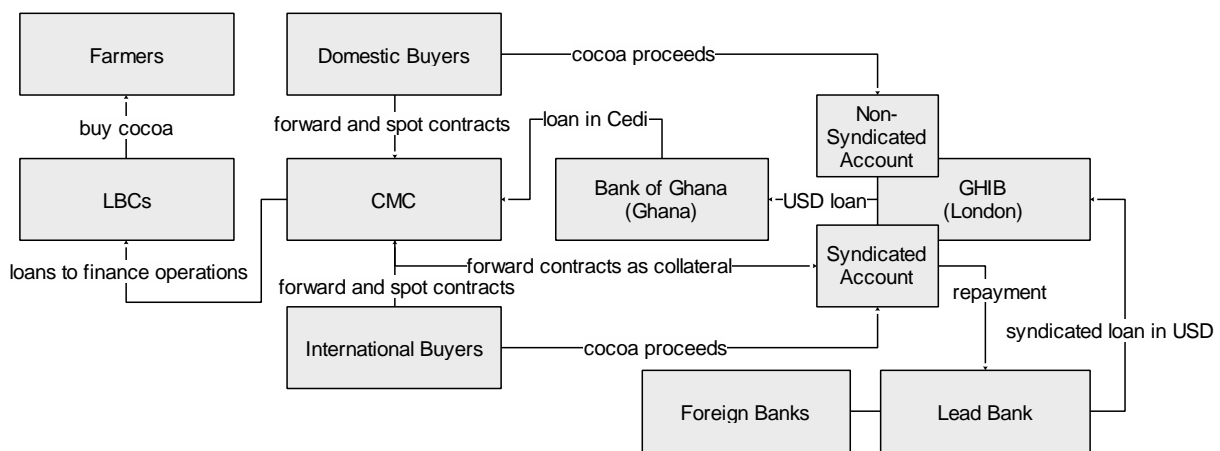 Farmers
Domestic Buyers
cocoa proceeds
buy cocoa
forward and spot contracts
loan in Cedi
Non-
Syndicated
Account
LBCs
CMC
Bank of Ghana
(Ghana)
USD loan
GHIB
(London)
loans to finance operations
forward contracts as collateral
Syndicated
Account
forward and spot contracts
repayment
International Buyers
cocoa proceeds
syndicated loan in USD
Foreign Banks
Lead Bank